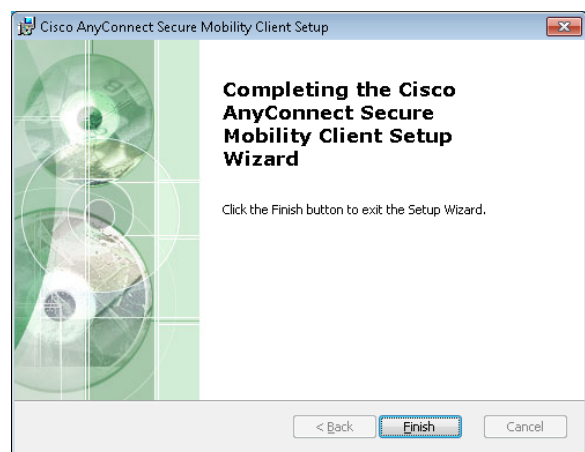 Cisco AnyConnect Secure Mobility Client Setup
Completing the Cisco
AnyConnect Secure
Mobility Client Setup
Wizard
Click the Finish button to exit the Setup Wizard.
< Back
Finish
Cancel